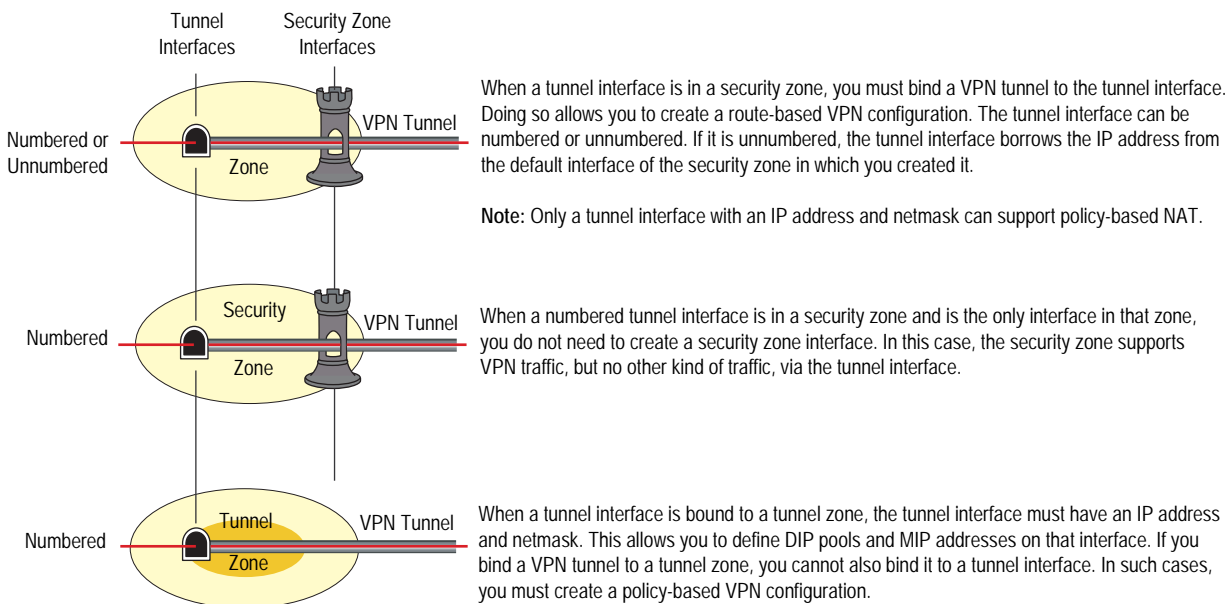 Tunnel
Interfaces
Security Zone
Interfaces
Numbered or
Unnumbered
Zone
VPN Tunnel
When a tunnel interface is in a security zone, you must bind a VPN tunnel to the tunnel interface.
Doing so allows you to create a route-based VPN configuration. The tunnel interface can be
numbered or unnumbered. If it is unnumbered, the tunnel interface borrows the IP address from
the default interface of the security zone in which you created it.
Note: Only a tunnel interface with an IP address and netmask can support policy-based NAT.
Numbered
Security
Zone
VPN Tunnel
When a numbered tunnel interface is in a security zone and is the only interface in that zone,
you do not need to create a security zone interface. In this case, the security zone supports
VPN traffic, but no other kind of traffic, via the tunnel interface.
Numbered
Tunnel
Zone
VPN Tunnel
When a tunnel interface is bound to a tunnel zone, the tunnel interface must have an IP address
and netmask. This allows you to define DIP pools and MIP addresses on that interface. If you
bind a VPN tunnel to a tunnel zone, you cannot also bind it to a tunnel interface. In such cases,
you must create a policy-based VPN configuration.